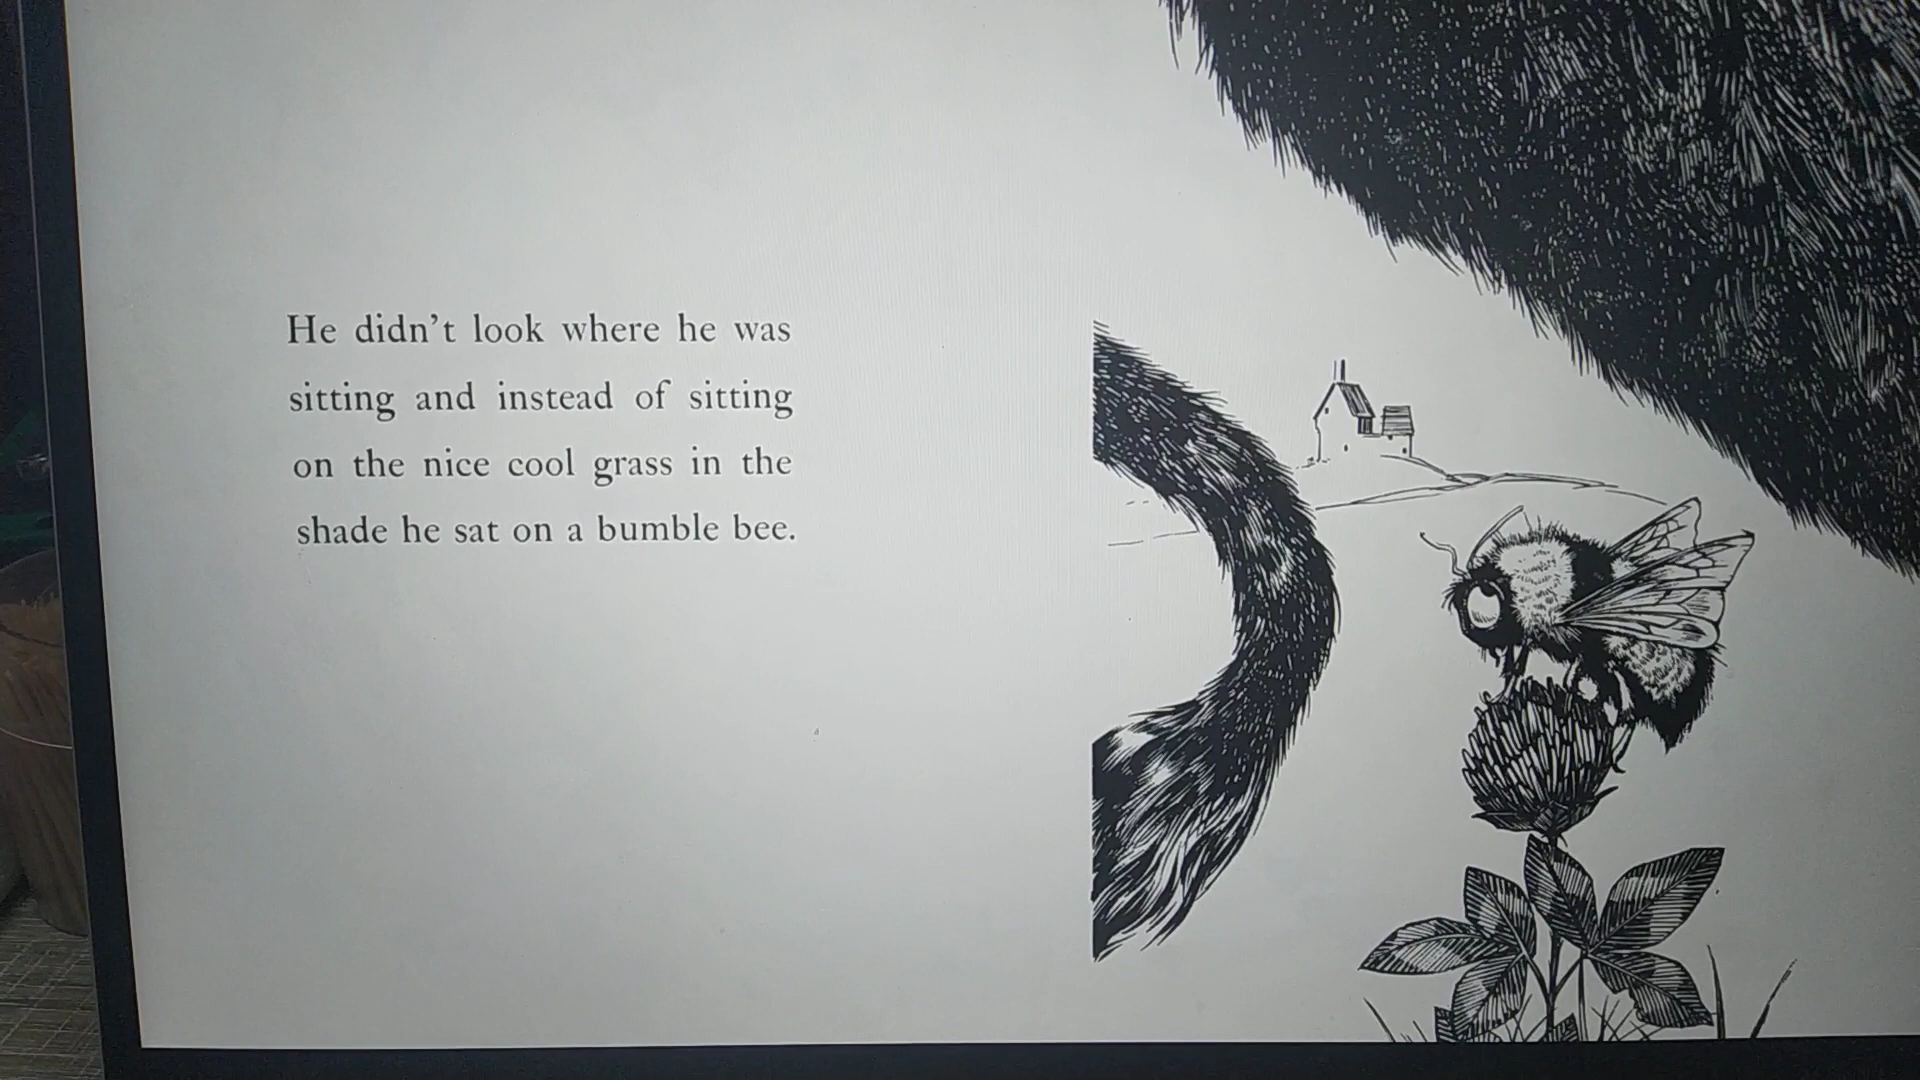 He didn’t look where he was
sitting and instead of sitting
on the nice cool grass in the
shade he sat on a bumble bee.